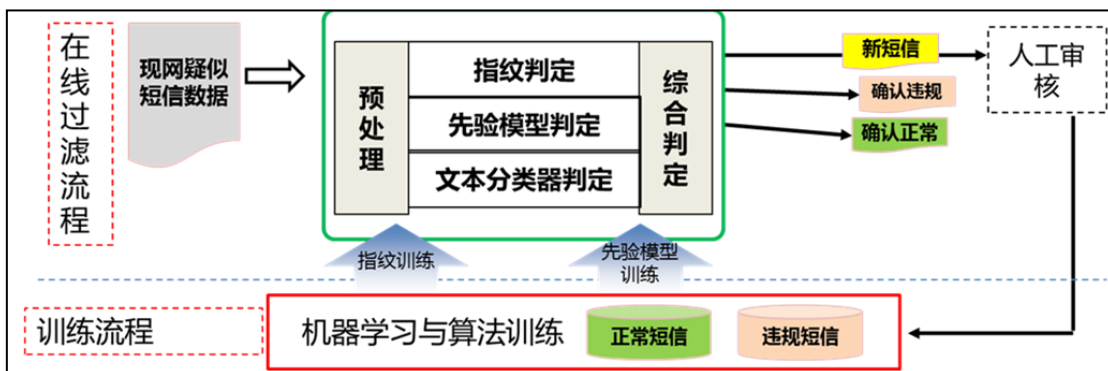 在线过滤流程
现网疑似
短信数据
预处理
指纹判定
先验模型判定
文本分类器判定
综合判定
新短信
确认违规
确认正常
人工审
核
指纹训练
先验模型
训练
训练流程
机器学习与算法训练
正常短信
违规短信